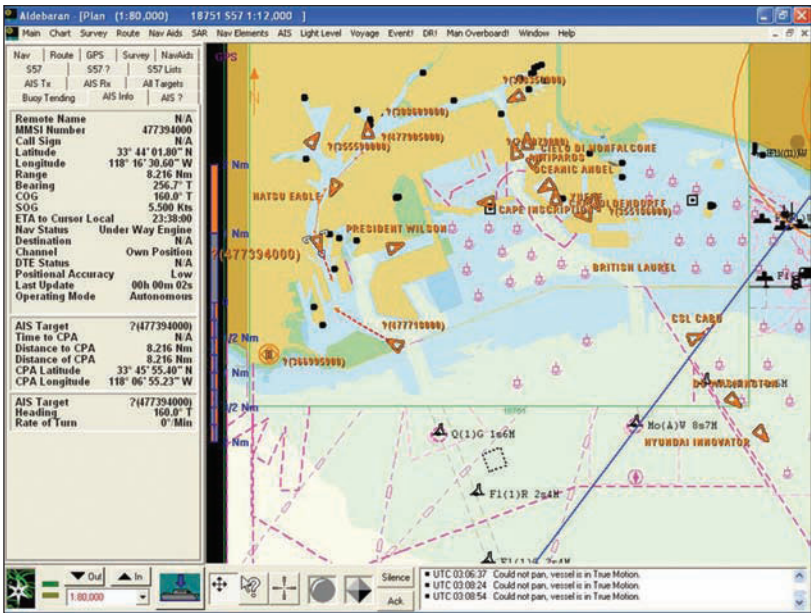 Aldebaran - [Plan (1:80,000) 18751 S57 1:12,000 ]
Main Chart Survey Route Nav Aids SAR Nav Elements AIS Light Level Voyage Event! DR! Man Overboard! Window Help
Nav Route GPS Survey NavAids
S57 S57 ? S57 Lists
AIS Tx AIS Rx All Targets
Buoy Tending AIS Info AIS ?
Remote Name N/A
MMSI Number 477394000
Call Sign N/A
Latitude 33° 44' 01.80" N
Longitude 118° 16' 30.60" W
Range 8.216 Nm
Bearing 256.7° T
COG 160.0° T
SOG 5.500 Kts
ETA to Cursor Local 23:38:00
Nav Status Under Way Engine
Destination N/A
Channel Own Position
DTE Status N/A
Positional Accuracy Low
Last Update 00h 00m 02s
Operating Mode Autonomous
AIS Target ?(477394000)
Time to CPA N/A
Distance to CPA 8.216 Nm
Distance of CPA 8.216 Nm
CPA Latitude 33° 45' 55.40" N
CPA Longitude 118° 06' 55.23" W
AIS Target ?(477394000)
Heading 160.0° T
Rate of Turn 0°/Min
GPS
N
Nm
Nm
1/2 Nm
Nm
1/2 Nm
Nm
?(477905000)
?(355500000)
CIELO DI MONFALCONE
ANTIPAROS
OCEANIC ANGEL
HATSU EAGLE
CAPE INSCRIPTION
?(355106000)
PRESIDENT WILSON
?(477394000)
BRITISH LAUREL
?(477710000)
CSL CABO
?(366995000)
18751
Q(1)G 1s6M
Mo(A)W 8s7M
HYUNDAI INNOVATOR
Fl(1)R 2s4M
Out In
1:80,000
Silence
Ack
UTC 03:06:37 Could not pan, vessel is in True Motion.
UTC 03:08:24 Could not pan, vessel is in True Motion.
UTC 03:08:54 Could not pan, vessel is in True Motion.